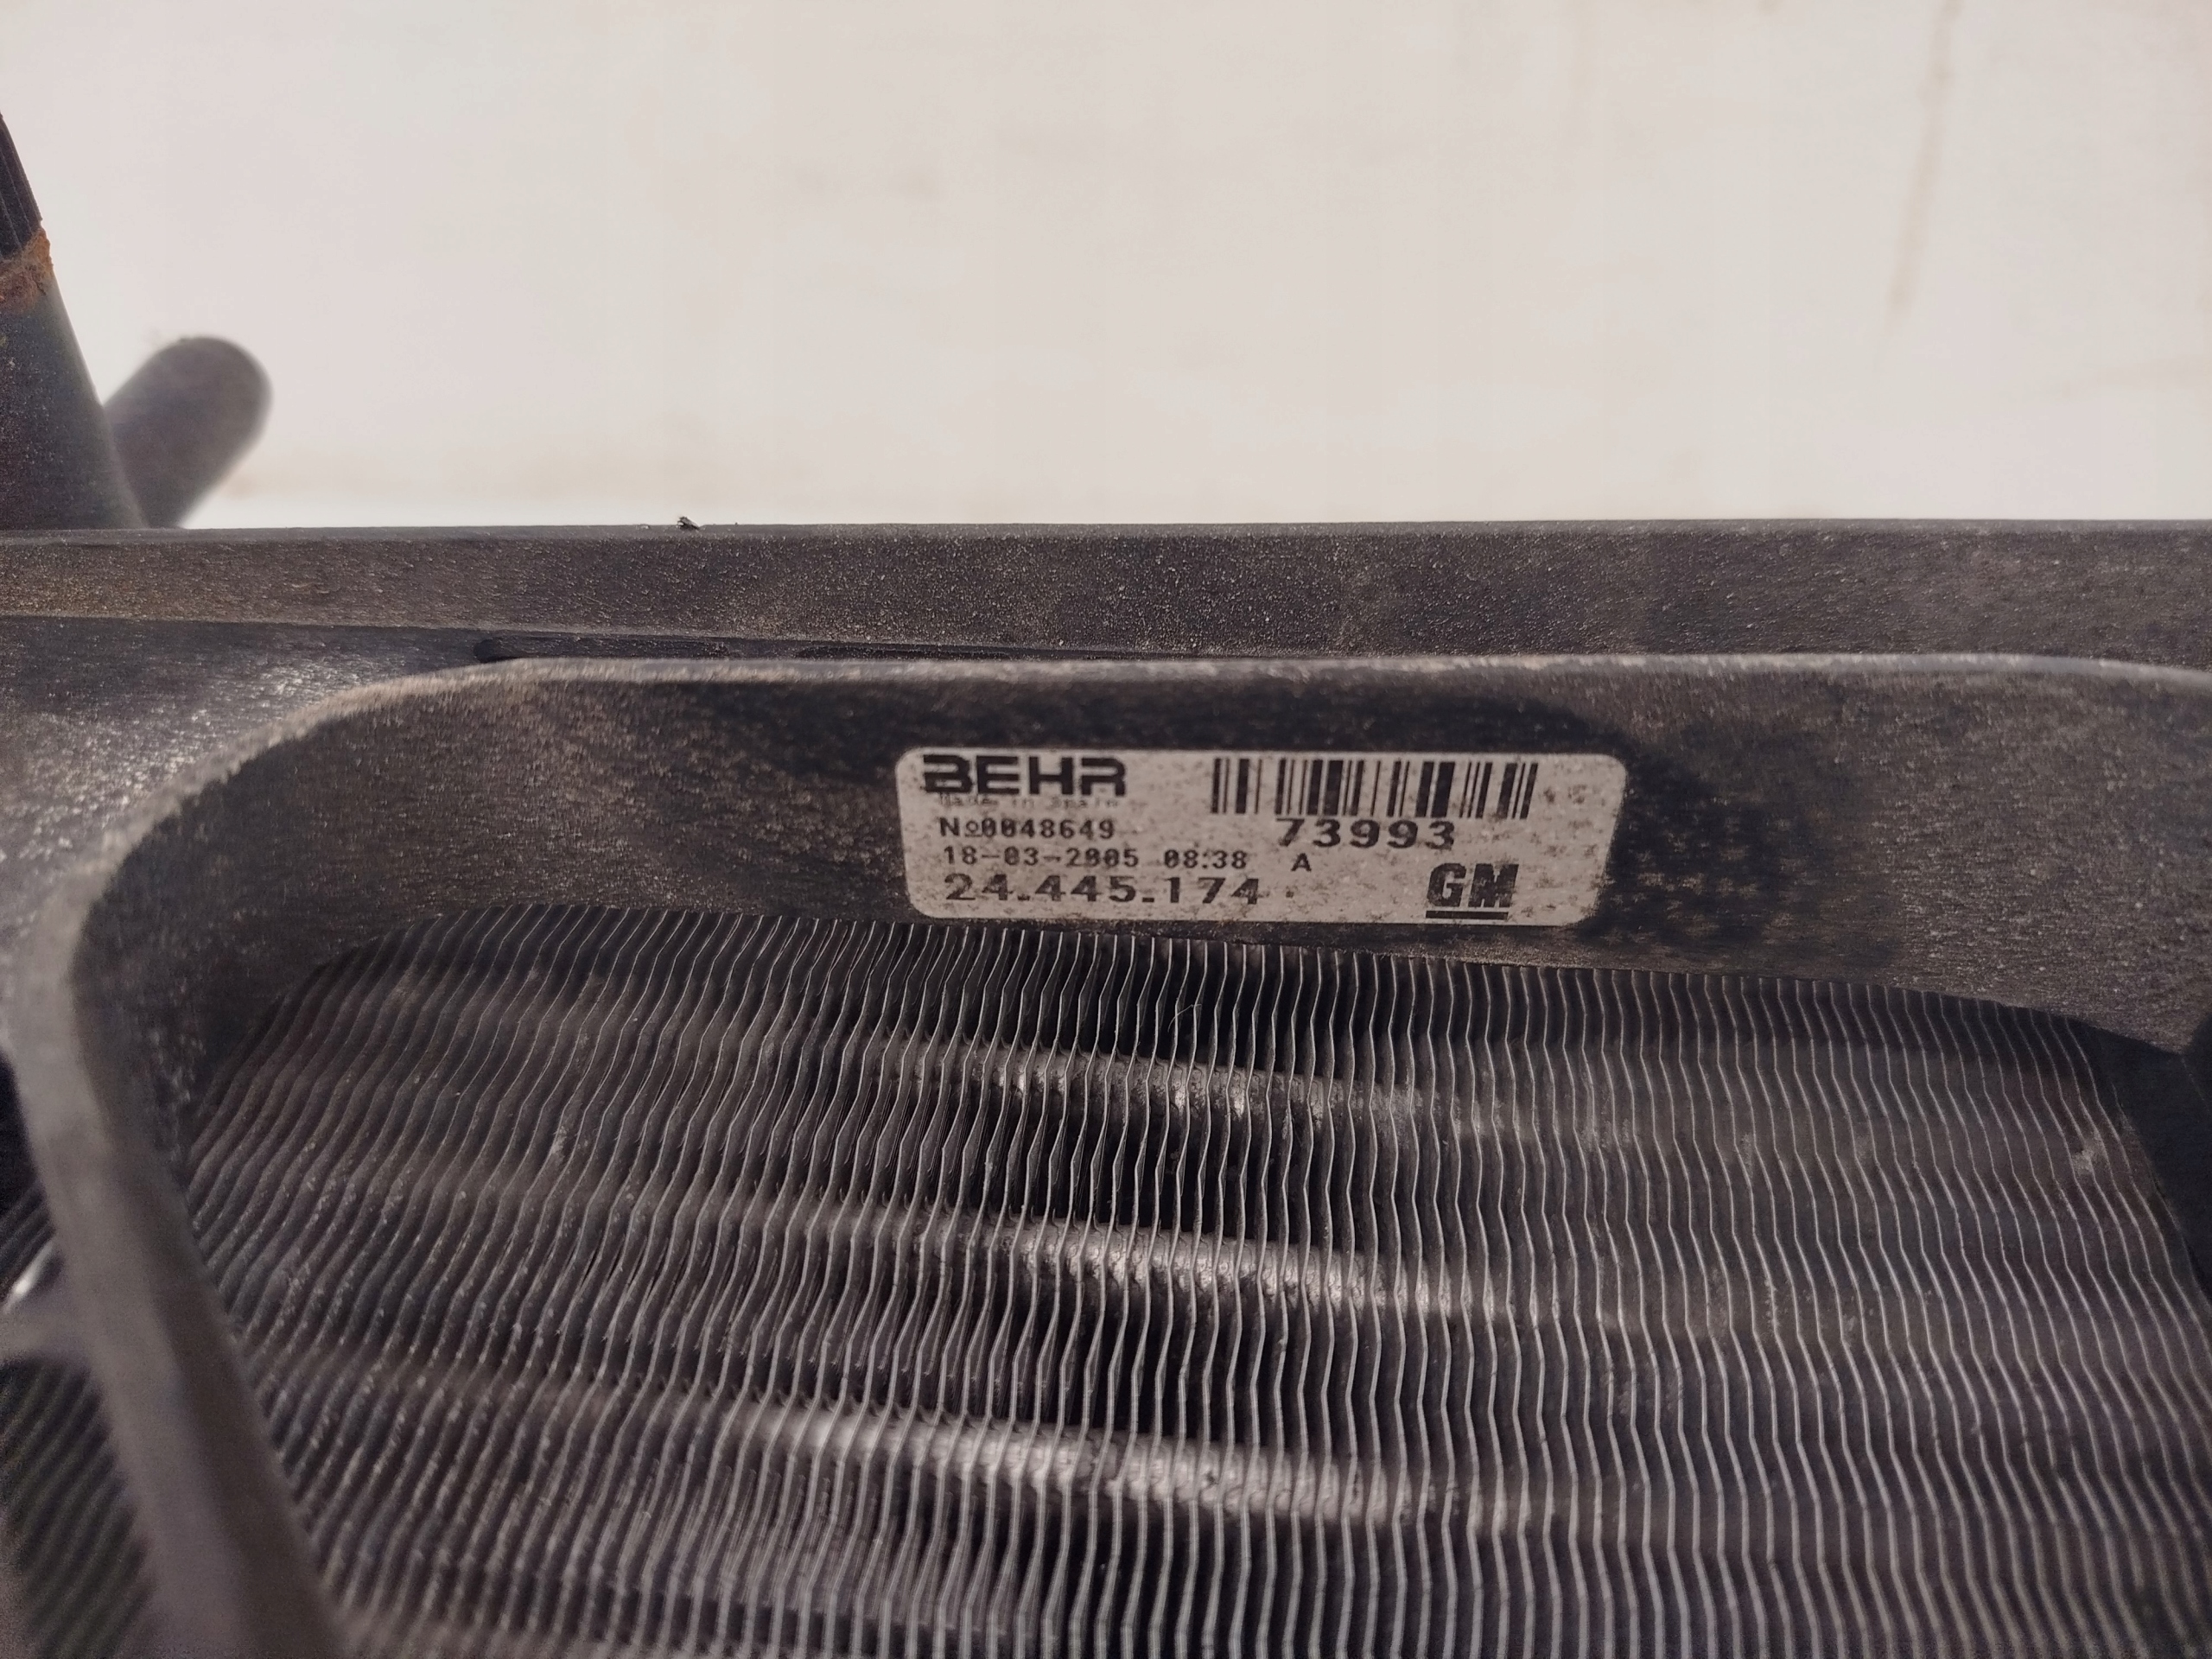 BEHR
Made in Spain
Nº0048649
73993
18-03-2005 08:38 A
24.445.174
GM